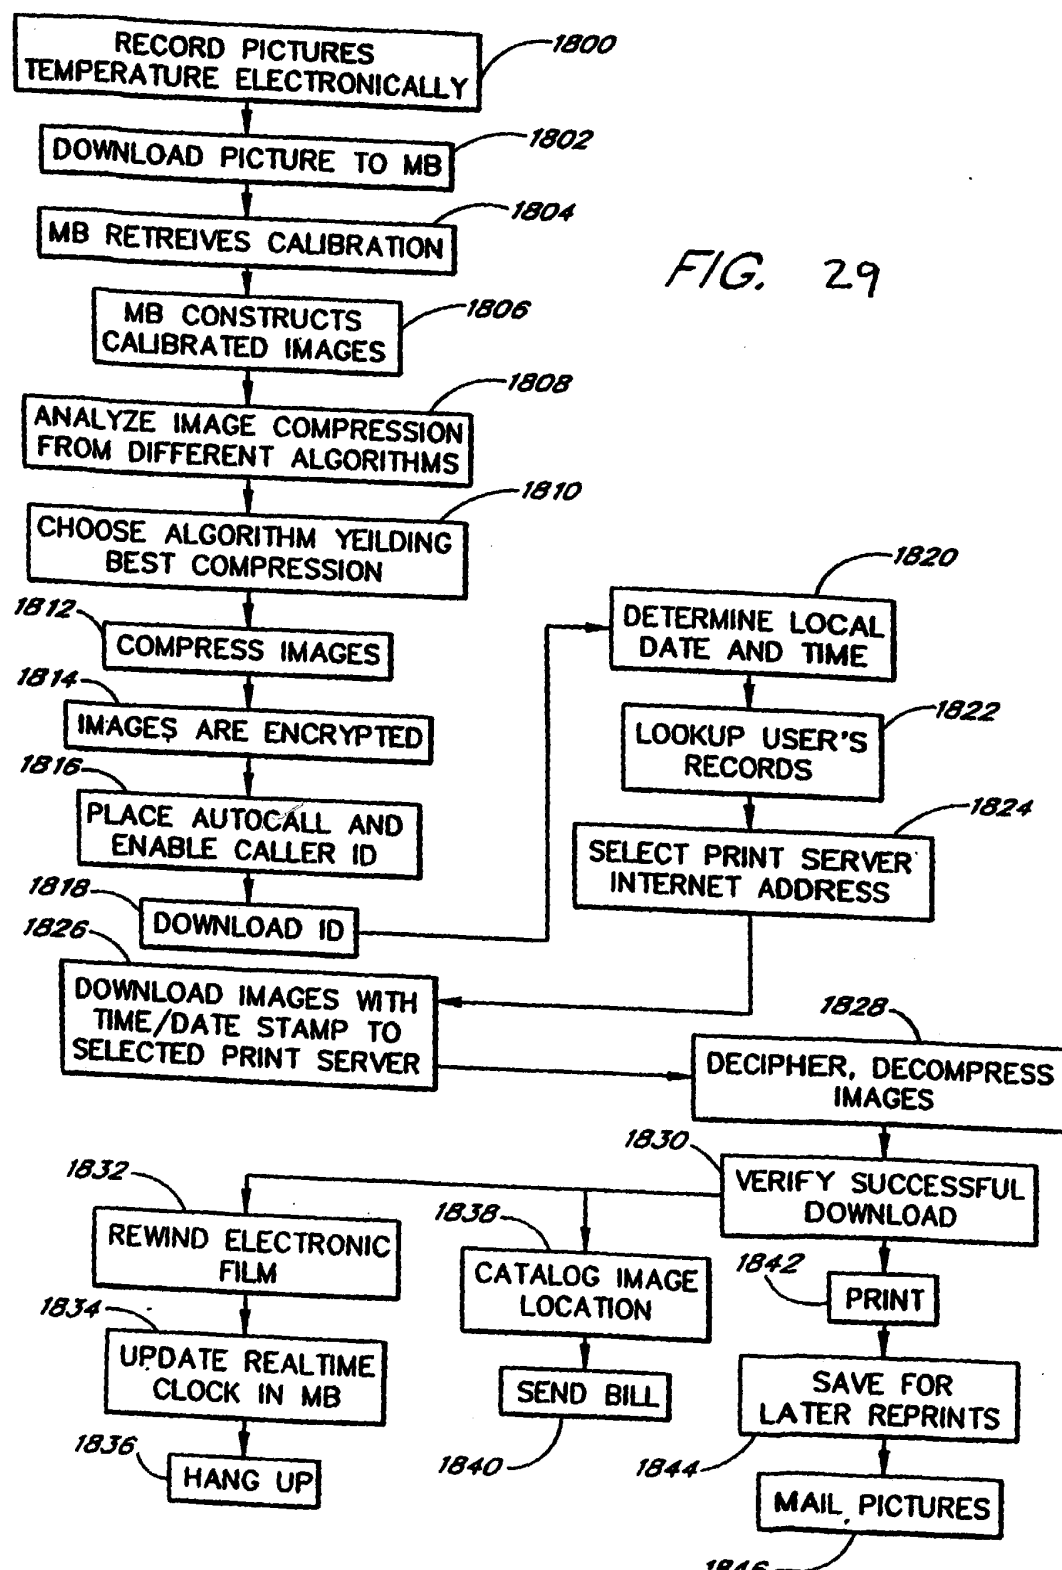 RECORD PICTURES
TEMPERATURE ELECTRONICALLY
1800
DOWNLOAD PICTURE TO MB
1802
MB RETREIVES CALIBRATION
1804
FIG. 29
MB CONSTRUCTS
CALIBRATED IMAGES
1806
ANALYZE IMAGE COMPRESSION
FROM DIFFERENT ALGORITHMS
1808
CHOOSE ALGORITHM YEILDING
BEST COMPRESSION
1810
1812
COMPRESS IMAGES
1814
IMAGES ARE ENCRYPTED
1816
PLACE AUTOCALL AND
ENABLE CALLER ID
1818
DOWNLOAD ID
1820
DETERMINE LOCAL
DATE AND TIME
1822
LOOKUP USER'S
RECORDS
1824
SELECT PRINT SERVER
INTERNET ADDRESS
1826
DOWNLOAD IMAGES WITH
TIME/DATE STAMP TO
SELECTED PRINT SERVER
1828
DECIPHER, DECOMPRESS
IMAGES
1830
VERIFY SUCCESSFUL
DOWNLOAD
1832
REWIND ELECTRONIC
FILM
1834
UPDATE REALTIME
CLOCK IN MB
1836
HANG UP
1838
CATALOG IMAGE
LOCATION
SEND BILL
1840
1842
PRINT
SAVE FOR
LATER REPRINTS
1844
MAIL PICTURES
1846